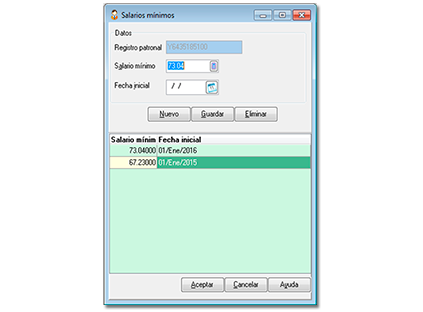 Salarios mínimos
Datos
Registro patronal Y6435185100
Salario mínimo 73.04
Fecha inicial / /
Nuevo Guardar Eliminar
Salario mínim Fecha inicial
73.04000 01/Ene/2016
67.23000 01/Ene/2015
Aceptar Cancelar Ayuda